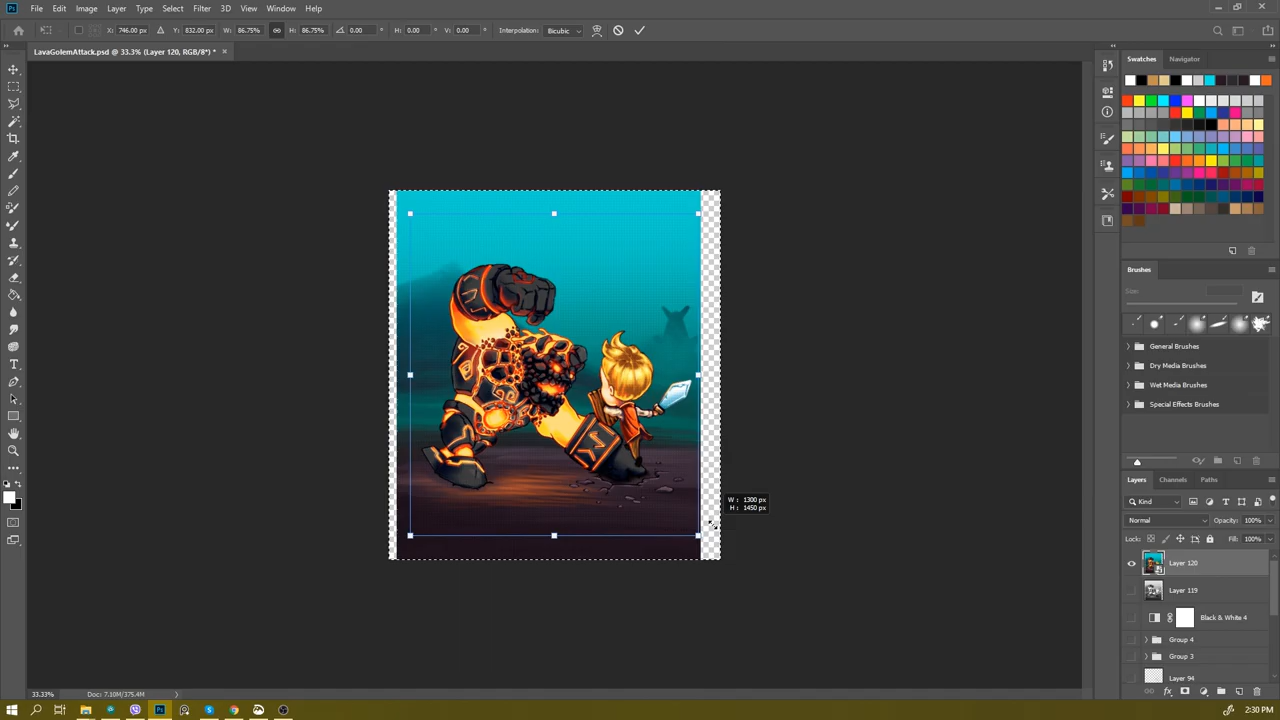 File Edit Image Layer Type Select Filter 3D View Window Help
X: 746.00 px Y: 832.00 px W: 86.75% H: 86.75% 0.00 ° H: 0.00 ° V: 0.00 ° Interpolation: Bicubic
LavaGolemAttack.psd @ 33.3% (Layer 120, RGB/8*) * ×
Swatches Navigator
Brushes
Size:
General Brushes
Dry Media Brushes
Wet Media Brushes
Special Effects Brushes
W : 1300 px
H : 1450 px
Layers Channels Paths
Kind
Normal Opacity: 100%
Lock: Fill: 100%
Layer 120
Layer 119
Black & White 4
Group 4
Group 3
Layer 94
33.33% Doc: 7.10M/375.4M
2:30 PM